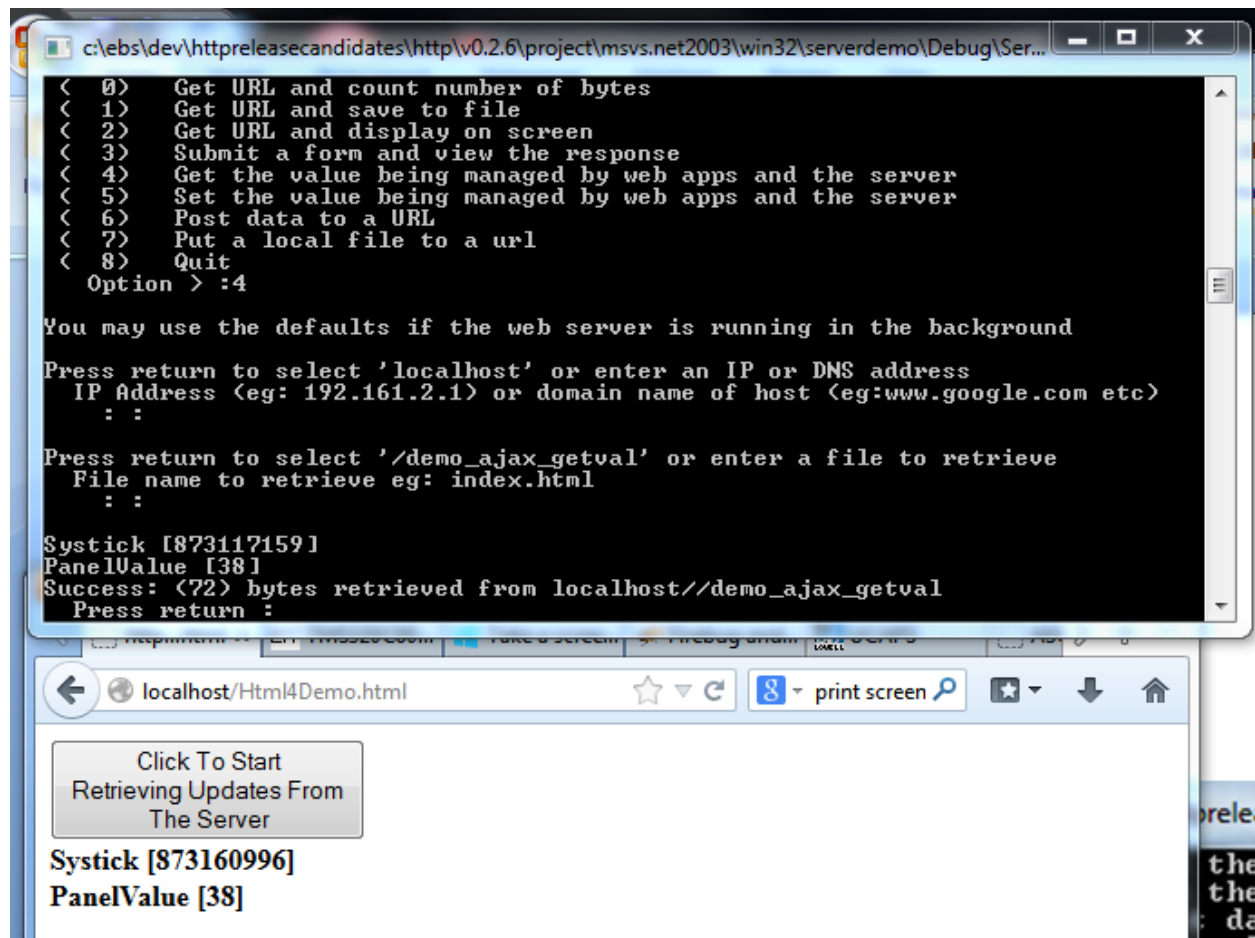 c:\ebs\dev\httpreleasecandidates\http\v0.2.6\project\msvs.net2003\win32\serverdemo\Debug\Ser...
( 0) Get URL and count number of bytes
( 1) Get URL and save to file
( 2) Get URL and display on screen
( 3) Submit a form and view the response
( 4) Get the value being managed by web apps and the server
( 5) Set the value being managed by web apps and the server
( 6) Post data to a URL
( 7) Put a local file to a url
( 8) Quit
Option > :4
You may use the defaults if the web server is running in the background
Press return to select 'localhost' or enter an IP or DNS address
IP Address (eg: 192.161.2.1) or domain name of host (eg:www.google.com etc)
: :
Press return to select '/demo_ajax_getval' or enter a file to retrieve
File name to retrieve eg: index.html
: :
Systick [873117159]
PanelValue [38]
Success: (72) bytes retrieved from localhost//demo_ajax_getval
Press return :
localhost/Html4Demo.html
8 print screen
Click To Start
Retrieving Updates From
The Server
Systick [873160996]
PanelValue [38]
prele
the
the
: da